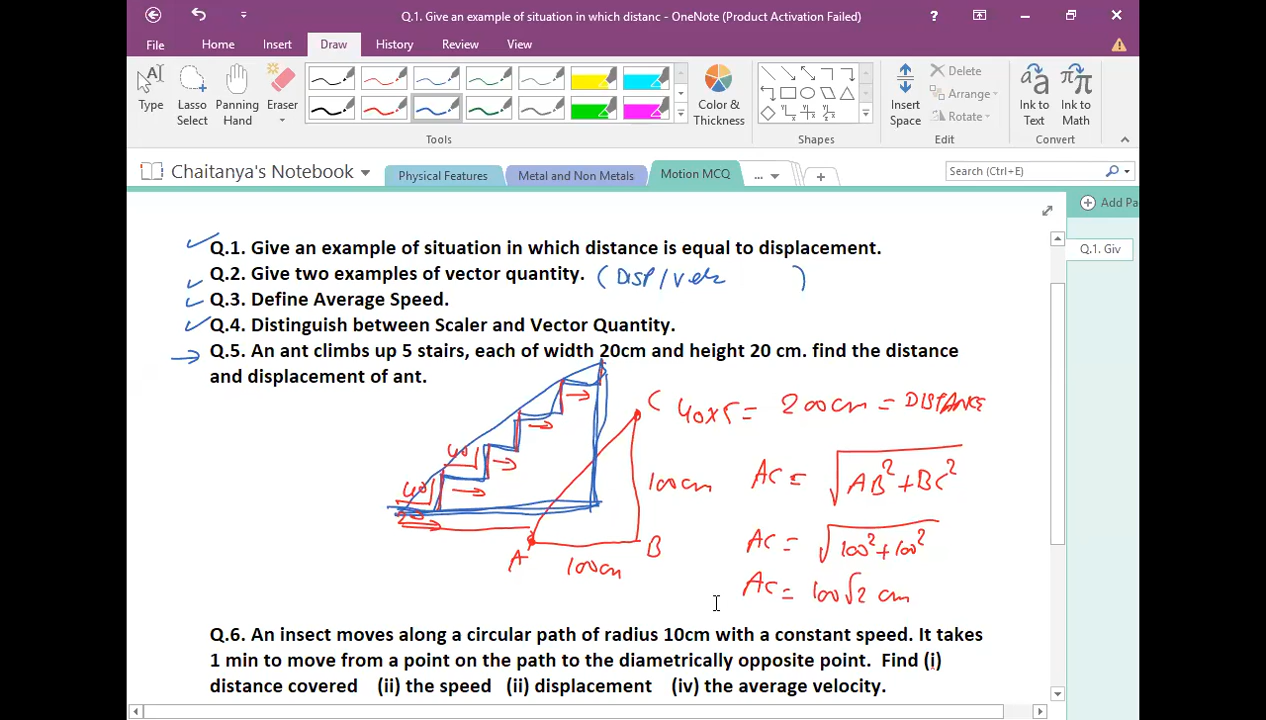 Q.1. Give an example of situation in which distanc - OneNote (Product Activation Failed)
?
File Home Insert Draw History Review View
Type
Lasso Select
Panning Hand
Eraser
Color & Thickness
Insert Space
Delete
Arrange
Rotate
Ink to Text
Ink to Math
Tools
Shapes
Edit
Convert
Chaitanya's Notebook
Physical Features
Metal and Non Metals
Motion MCQ
...
Search (Ctrl+E)
Add Pa
Q.1. Giv
Q.1. Give an example of situation in which distance is equal to displacement.
Q.2. Give two examples of vector quantity. (DISP/Velo )
Q.3. Define Average Speed.
Q.4. Distinguish between Scaler and Vector Quantity.
Q.5. An ant climbs up 5 stairs, each of width 20cm and height 20 cm. find the distance
and displacement of ant.
C 40x5 = 200cm = DISTANCE
40
40
20
100cm
AC = √AB²+BC²
A B
100cm
AC = √100²+100²
AC = 100√2 cm
Q.6. An insect moves along a circular path of radius 10cm with a constant speed. It takes
1 min to move from a point on the path to the diametrically opposite point. Find (i)
distance covered (ii) the speed (ii) displacement (iv) the average velocity.